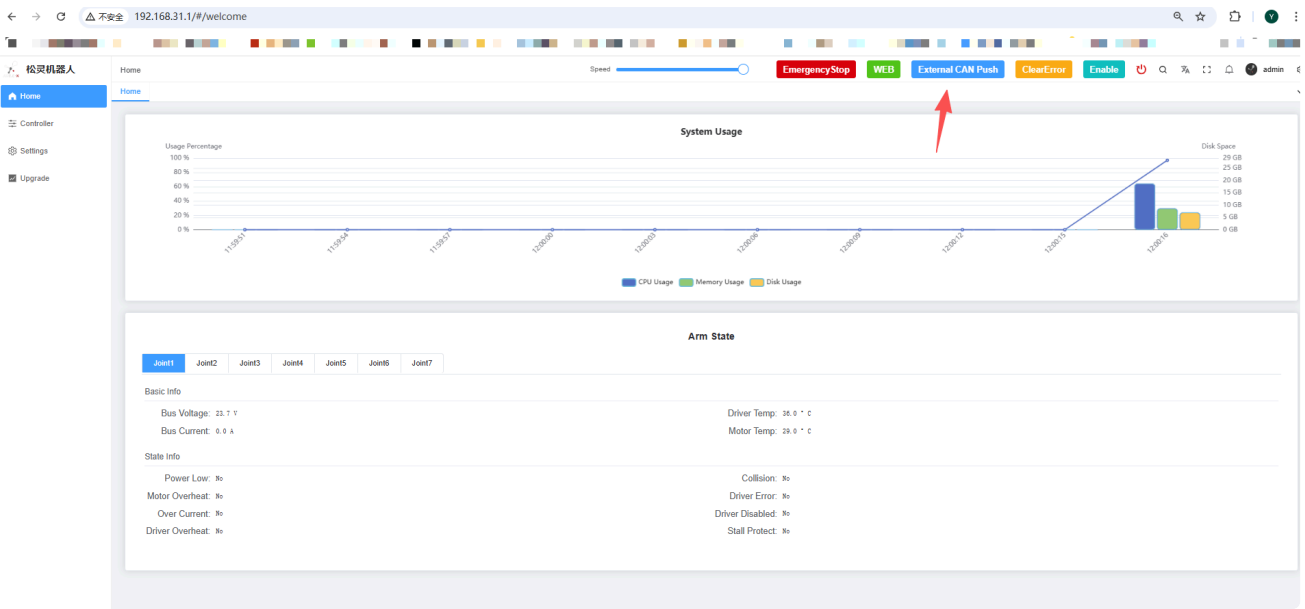 不安全 192.168.31.1/#/welcome
Y
松灵机器人 Home Speed EmergencyStop WEB External CAN Push ClearError Enable admin
Home Home
Controller
Settings
Upgrade
System Usage
Usage Percentage Disk Space
100 % 29 GB
25 GB
80 %
60 % 20 GB
15 GB
40 %
10 GB
20 %
5 GB
0 % 0 GB
11:59:51 11:59:54 11:59:57 12:00:00 12:00:03 12:00:06 12:00:09 12:00:12 12:00:15 12:00:16
CPU Usage Memory Usage Disk Usage
Arm State
Joint1 Joint2 Joint3 Joint4 Joint5 Joint6 Joint7
Basic Info
Bus Voltage: 23.7 V Driver Temp: 36.0 ° C
Bus Current: 0.0 A Motor Temp: 29.0 ° C
State Info
Power Low: No Collision: No
Motor Overheat: No Driver Error: No
Over Current: No Driver Disabled: No
Driver Overheat: No Stall Protect: No